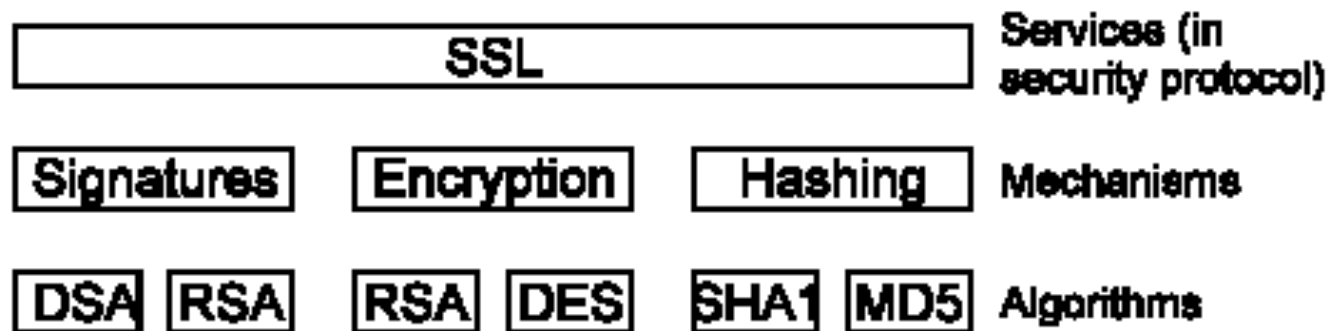 SSL
Services (in
security protocol)
Signatures
Encryption
Hashing
Mechanisms
DSA
RSA
RSA
DES
SHA1
MD5
Algorithms